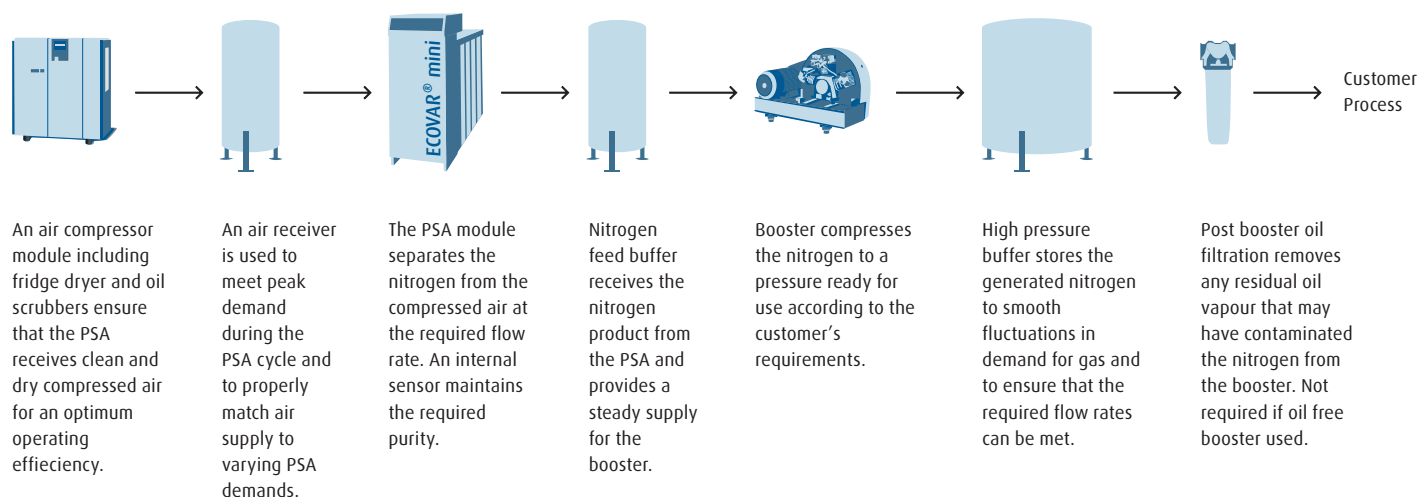 ECOVAR® mini
Customer
Process
An air compressor
module including
fridge dryer and oil
scrubbers ensure
that the PSA
receives clean and
dry compressed air
for an optimum
operating
effieciency.
An air receiver
is used to
meet peak
demand
during the
PSA cycle and
to properly
match air
supply to
varying PSA
demands.
The PSA module
separates the
nitrogen from the
compressed air at
the required flow
rate. An internal
sensor maintains
the required
purity.
Nitrogen
feed buffer
receives the
nitrogen
product from
the PSA and
provides a
steady supply
for the
booster.
Booster compresses
the nitrogen to a
pressure ready for
use according to the
customer’s
requirements.
High pressure
buffer stores the
generated nitrogen
to smooth
fluctuations in
demand for gas and
to ensure that the
required flow rates
can be met.
Post booster oil
filtration removes
any residual oil
vapour that may
have contaminated
the nitrogen from
the booster. Not
required if oil free
booster used.